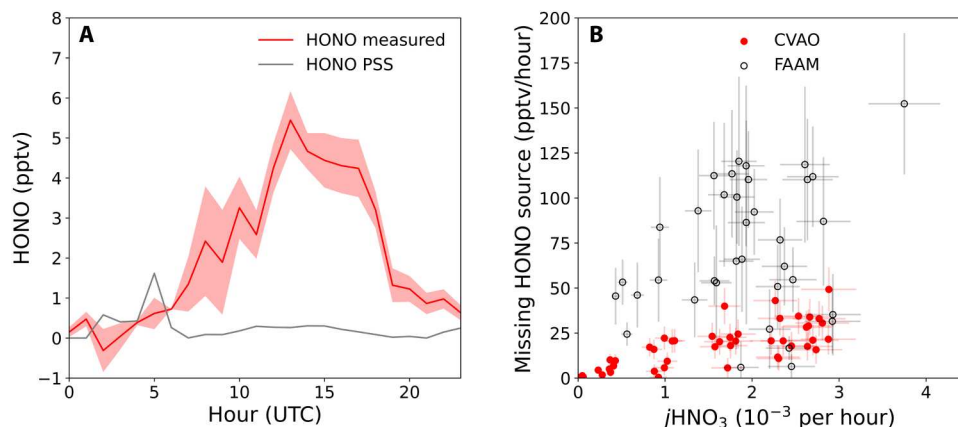 A
HONO measured
HONO PSS
HONO (pptv)
8
7
6
5
4
3
2
1
0
−1
0
5
10
15
20
Hour (UTC)
B
CVAO
FAAM
Missing HONO source (pptv/hour)
200
175
150
125
100
75
50
25
0
0
1
2
3
4
jHNO₃ (10⁻³ per hour)